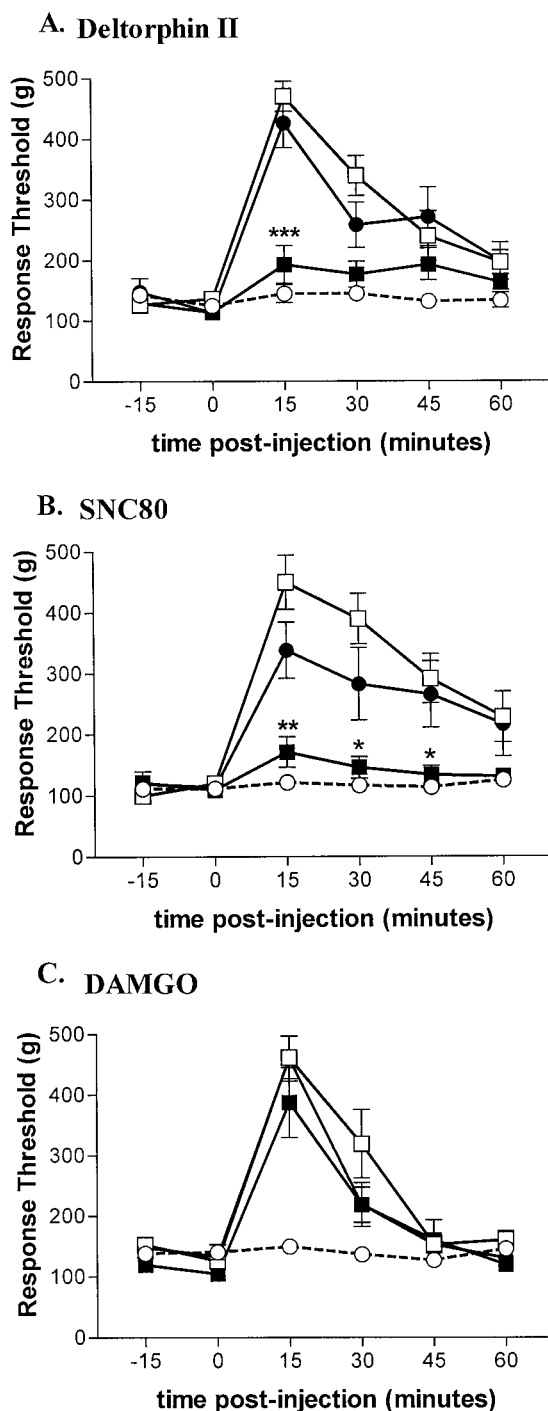 A. Deltorphin II
Response Threshold (g)
500
400
300
200
100
0
***
-15 0 15 30 45 60
time post-injection (minutes)
B. SNC80
Response Threshold (g)
500
400
300
200
100
0
**
*
*
-15 0 15 30 45 60
time post-injection (minutes)
C. DAMGO
Response Threshold (g)
500
400
300
200
100
0
-15 0 15 30 45 60
time post-injection (minutes)